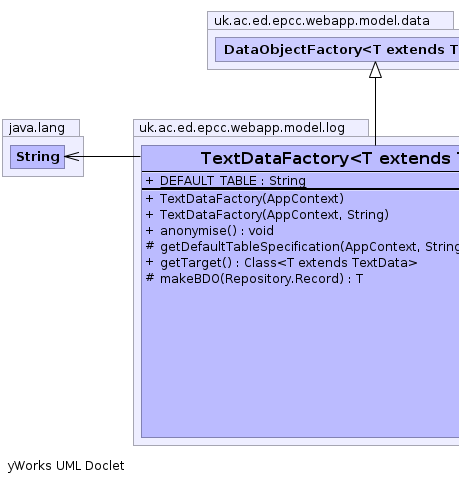 uk.ac.ed.epcc.webapp.model.data
DataObjectFactory<T extends T
java.lang
String
uk.ac.ed.epcc.webapp.model.log
TextDataFactory<T extends T
+ DEFAULT_TABLE : String
+ TextDataFactory(AppContext)
+ TextDataFactory(AppContext, String)
+ anonymise() : void
# getDefaultTableSpecification(AppContext, String
+ getTarget() : Class<T extends TextData>
# makeBDO(Repository.Record) : T
yWorks UML Doclet